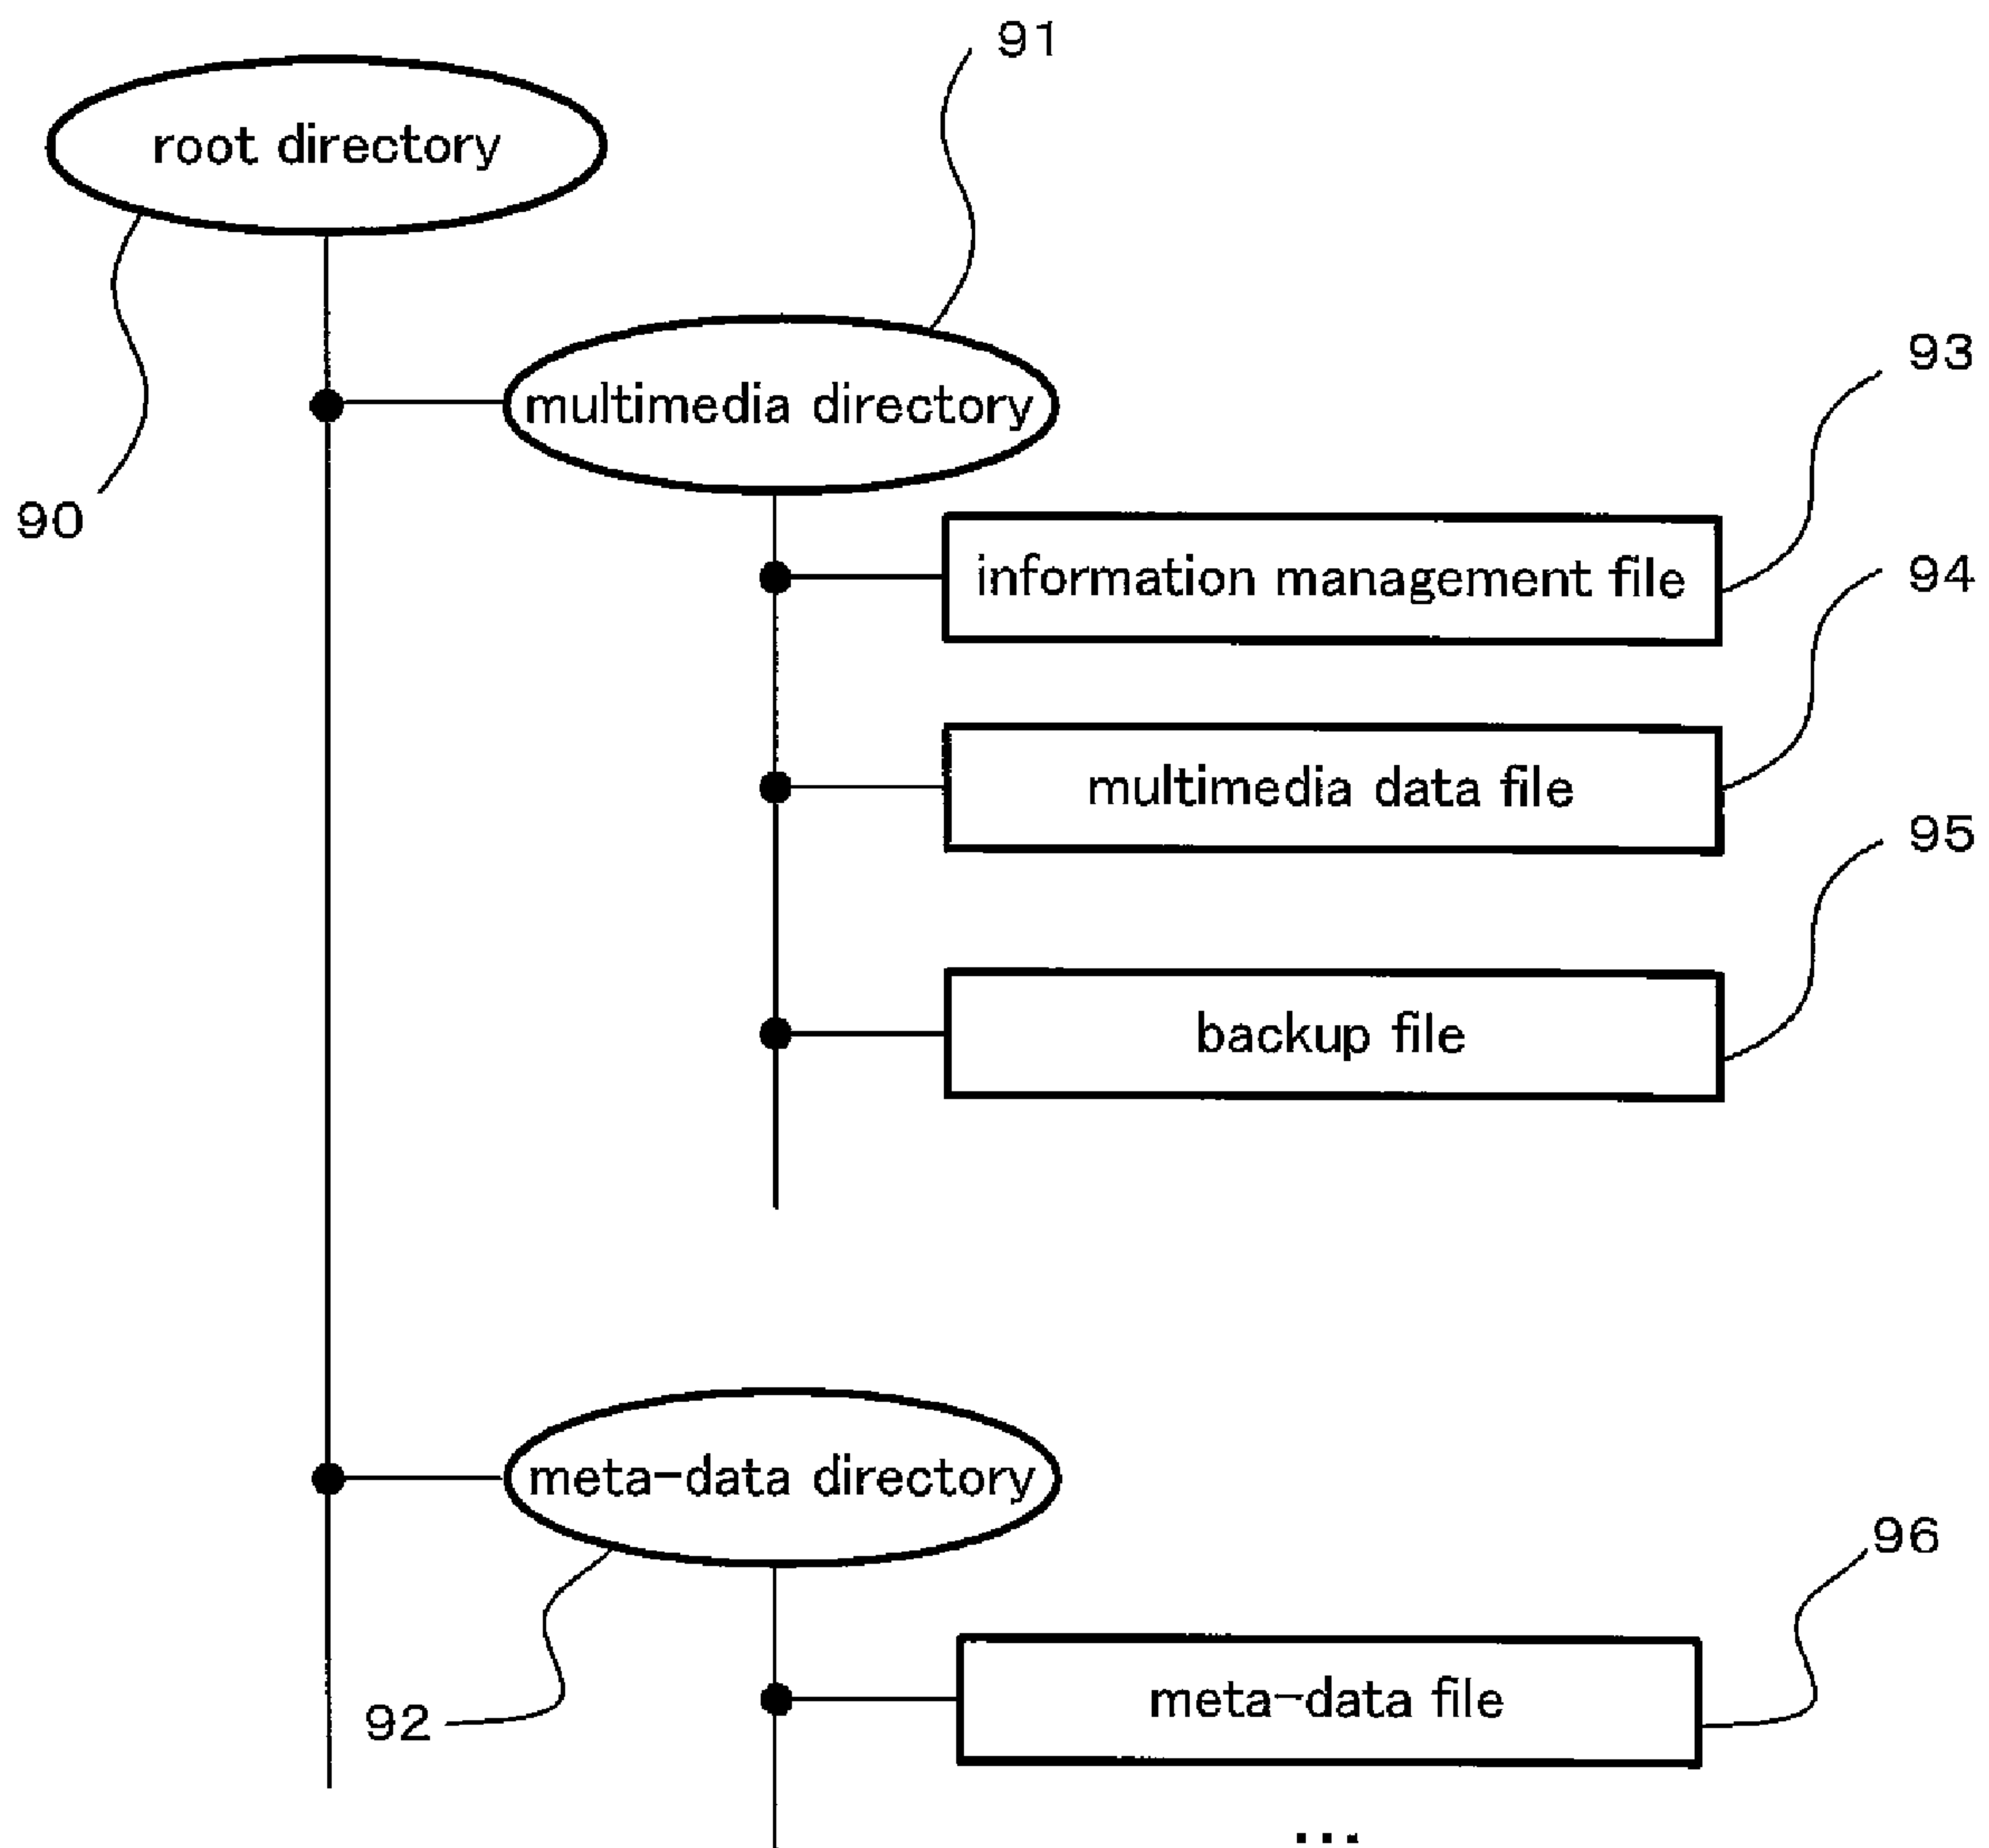 91
root directory
93
multimedia directory
90
information management file
94
multimedia data file
95
backup file
meta-data directory
96
92
meta-data file
...